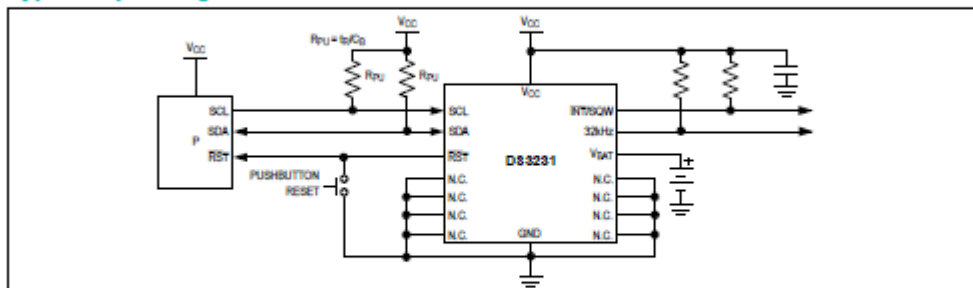 VCC
VCC
RPU = tR/CB
VCC
RPU
RPU
VCC
SCL
SCL
INT/SQW
SDA
SDA
32kHz
P
DS3231
VBAT
RST
RST
+
PUSHBUTTON
RESET
N.C.
N.C.
N.C.
N.C.
N.C.
N.C.
N.C.
N.C.
GND